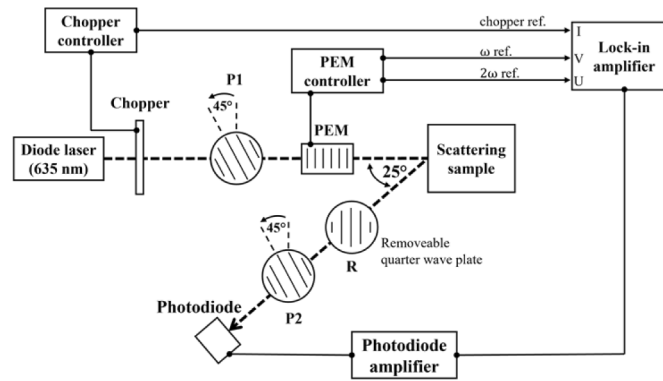 Chopper
controller
chopper ref.
I
ω ref.
V
2ω ref.
U
Lock-in
amplifier
P1
45°
PEM
controller
Chopper
PEM
Diode laser
(635 nm)
25°
Scattering
sample
45°
R
Removeable
quarter wave plate
P2
Photodiode
Photodiode
amplifier